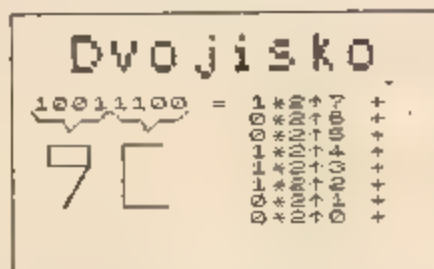 Dvojisko
10011100 = 1*2↑7 +
0*2↑6 +
0*2↑5 +
1*2↑4 +
1*2↑3 +
1*2↑2 +
0*2↑1 +
0*2↑0 +
9C